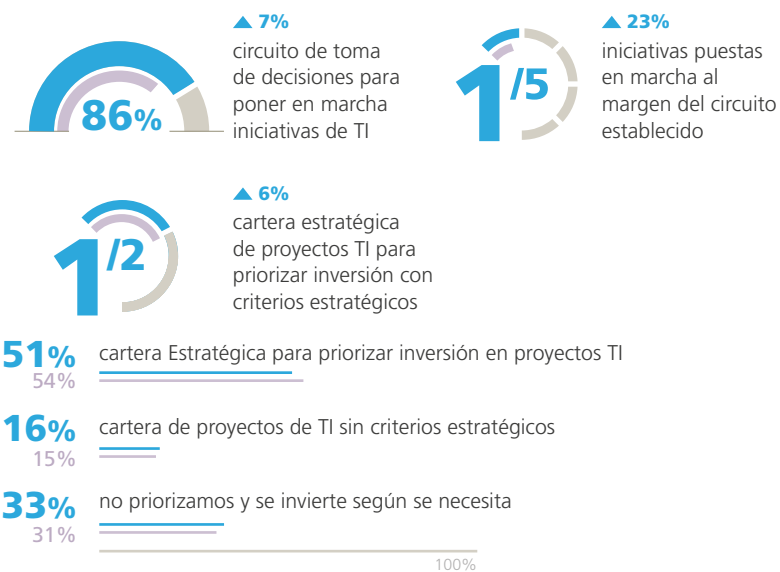 ▲ 7%
circuito de toma
de decisiones para
poner en marcha
iniciativas de TI
86%
▲ 23%
iniciativas puestas
en marcha al
margen del circuito
establecido
1/5
▲ 6%
cartera estratégica
de proyectos TI para
priorizar inversión con
criterios estratégicos
1/2
51% cartera Estratégica para priorizar inversión en proyectos TI
54%
16% cartera de proyectos de TI sin criterios estratégicos
15%
33% no priorizamos y se invierte según se necesita
31%
100%